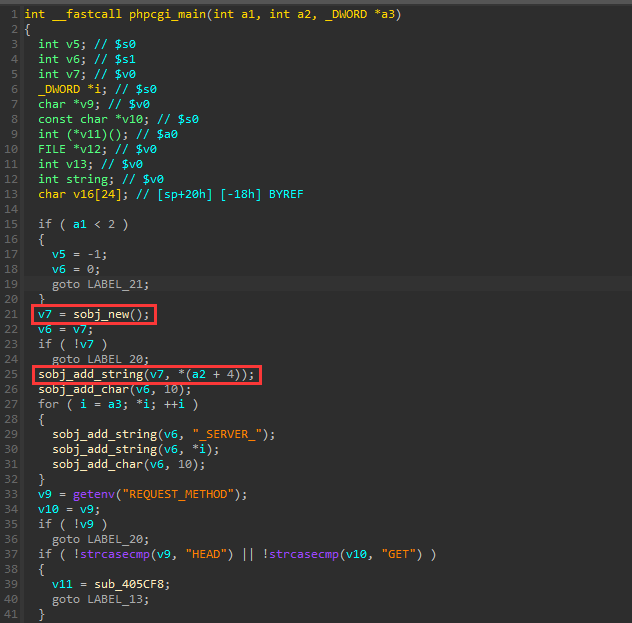 1 int __fastcall phpcgi_main(int a1, int a2, _DWORD *a3)
2 {
3 int v5; // $s0
4 int v6; // $s1
5 int v7; // $v0
6 _DWORD *i; // $s0
7 char *v9; // $v0
8 const char *v10; // $s0
9 int (*v11)(); // $a0
10 FILE *v12; // $v0
11 int v13; // $v0
12 int string; // $v0
13 char v16[24]; // [sp+20h] [-18h] BYREF
14
15 if ( a1 < 2 )
16 {
17 v5 = -1;
18 v6 = 0;
19 goto LABEL_21;
20 }
21 v7 = sobj_new();
22 v6 = v7;
23 if ( !v7 )
24 goto LABEL_20;
25 sobj_add_string(v7, *(a2 + 4));
26 sobj_add_char(v6, 10);
27 for ( i = a3; *i; ++i )
28 {
29 sobj_add_string(v6, "_SERVER_");
30 sobj_add_string(v6, *i);
31 sobj_add_char(v6, 10);
32 }
33 v9 = getenv("REQUEST_METHOD");
34 v10 = v9;
35 if ( !v9 )
36 goto LABEL_20;
37 if ( !strcasecmp(v9, "HEAD") || !strcasecmp(v10, "GET") )
38 {
39 v11 = sub_405CF8;
40 goto LABEL_13;
41 }